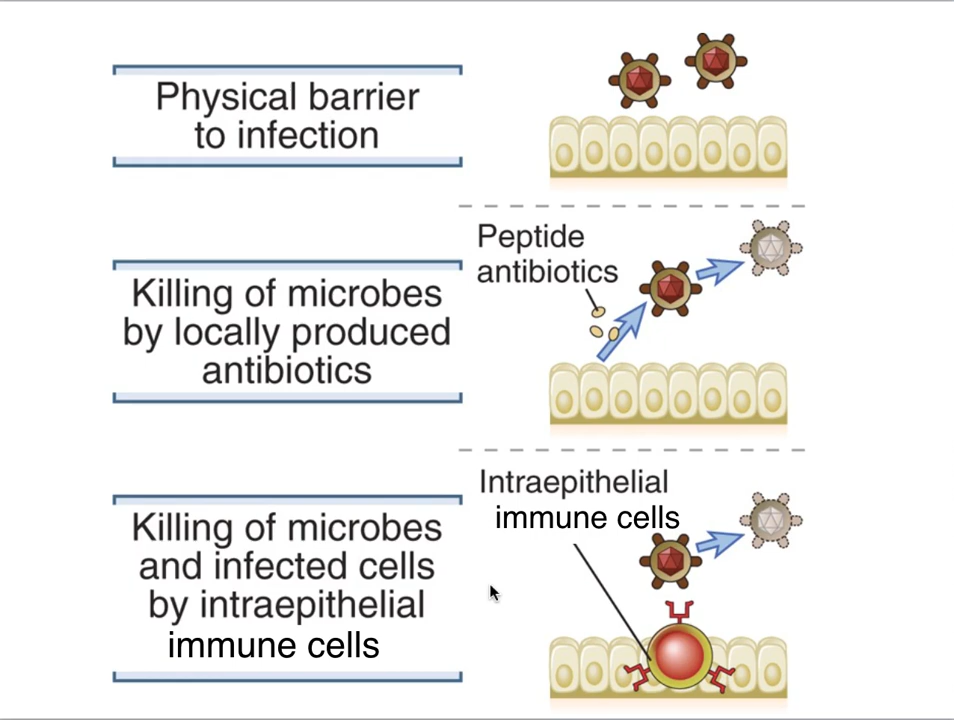 Physical barrier
to infection
Peptide
antibiotics
Killing of microbes
by locally produced
antibiotics
Intraepithelial
immune cells
Killing of microbes
and infected cells
by intraepithelial
immune cells